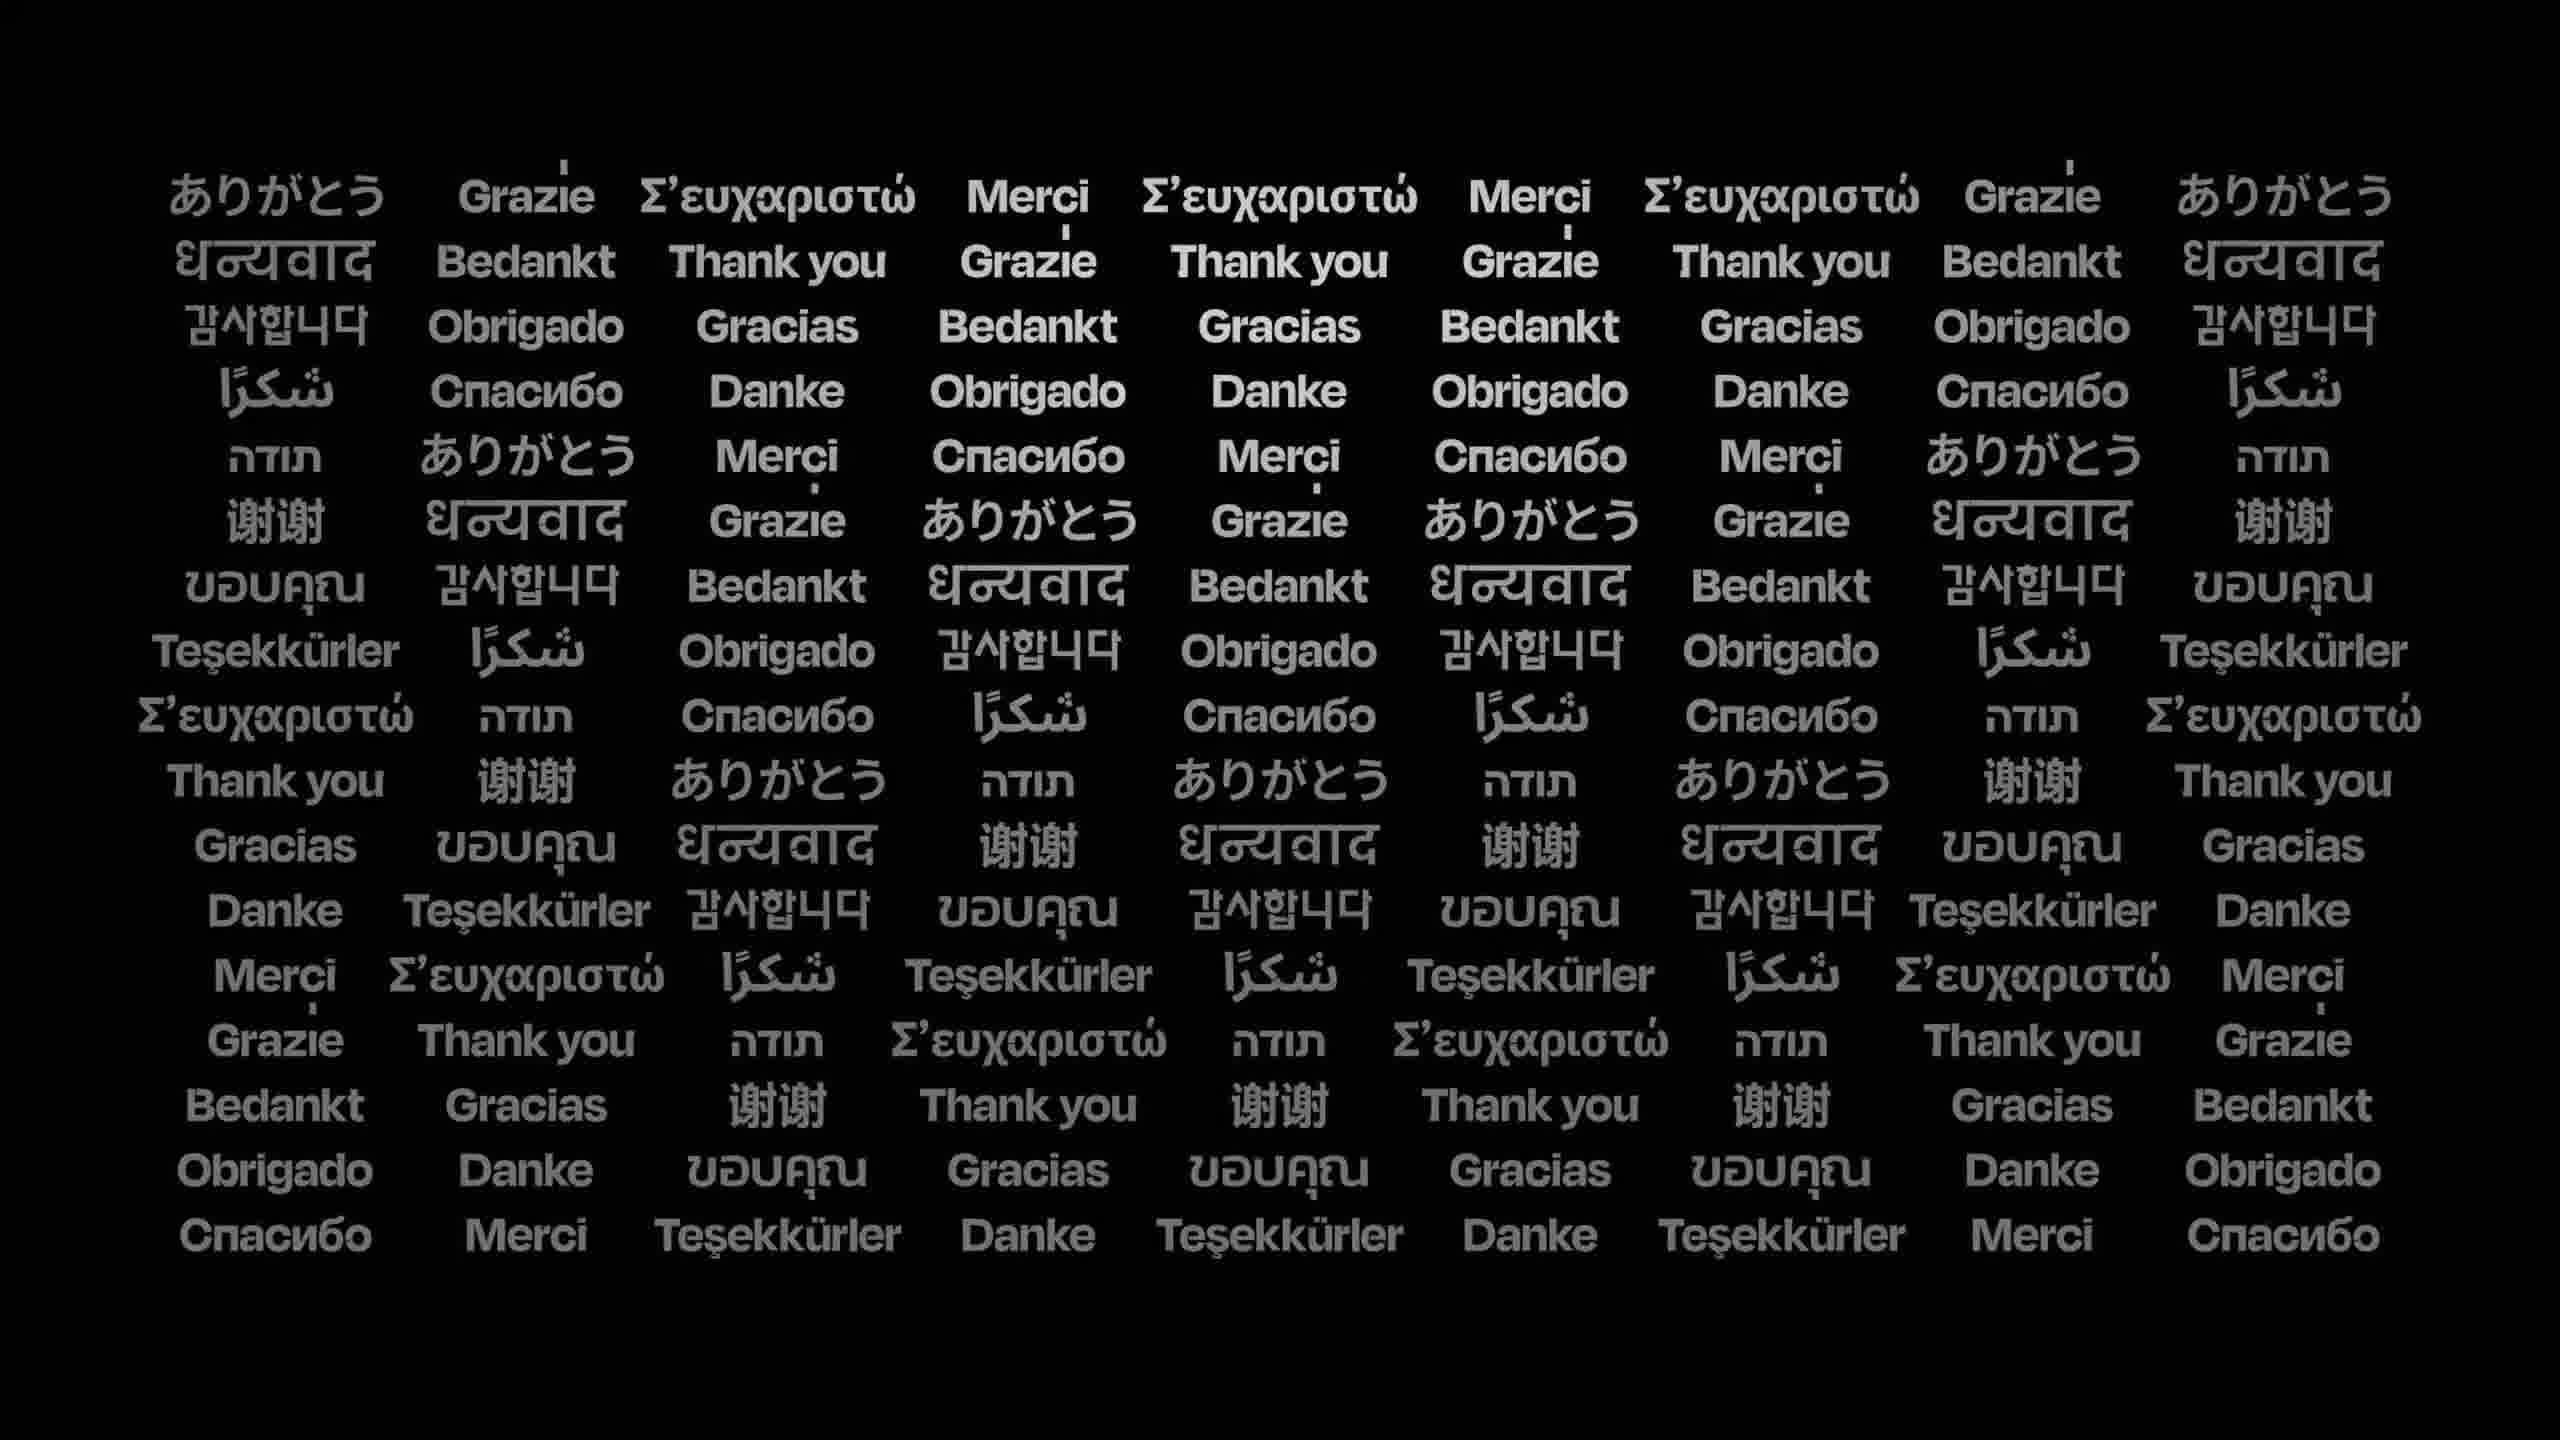 ありがとう Grazie Σ’ευχαριστώ Merci Σ’ευχαριστώ Merci Σ’ευχαριστώ Grazie ありがとう
धन्यवाद Bedankt Thank you Grazie Thank you Grazie Thank you Bedankt धन्यवाद
감사합니다 Obrigado Gracias Bedankt Gracias Bedankt Gracias Obrigado 감사합니다
شكرًا Спасибо Danke Obrigado Danke Obrigado Danke Спасибо شكرًا
תודה ありがとう Merci Спасибо Merci Спасибо Merci ありがとう תודה
谢谢 धन्यवाद Grazie ありがとう Grazie ありがとう Grazie धन्यवाद 谢谢
ขอบคุณ 감사합니다 Bedankt धन्यवाद Bedankt धन्यवाद Bedankt 감사합니다 ขอบคุณ
Teşekkürler شكرًا Obrigado 감사합니다 Obrigado 감사합니다 Obrigado شكرًا Teşekkürler
Σ’ευχαριστώ תודה Спасибо شكرًا Спасибо شكرًا Спасибо תודה Σ’ευχαριστώ
Thank you 谢谢 ありがとう תודה ありがとう תודה ありがとう 谢谢 Thank you
Gracias ขอบคุณ धन्यवाद 谢谢 धन्यवाद 谢谢 धन्यवाद ขอบคุณ Gracias
Danke Teşekkürler 감사합니다 ขอบคุณ 감사합니다 ขอบคุณ 감사합니다 Teşekkürler Danke
Merci Σ’ευχαριστώ شكرًا Teşekkürler شكرًا Teşekkürler شكرًا Σ’ευχαριστώ Merci
Grazie Thank you תודה Σ’ευχαριστώ תודה Σ’ευχαριστώ תודה Thank you Grazie
Bedankt Gracias 谢谢 Thank you 谢谢 Thank you 谢谢 Gracias Bedankt
Obrigado Danke ขอบคุณ Gracias ขอบคุณ Gracias ขอบคุณ Danke Obrigado
Спасибо Merci Teşekkürler Danke Teşekkürler Danke Teşekkürler Merci Спасибо